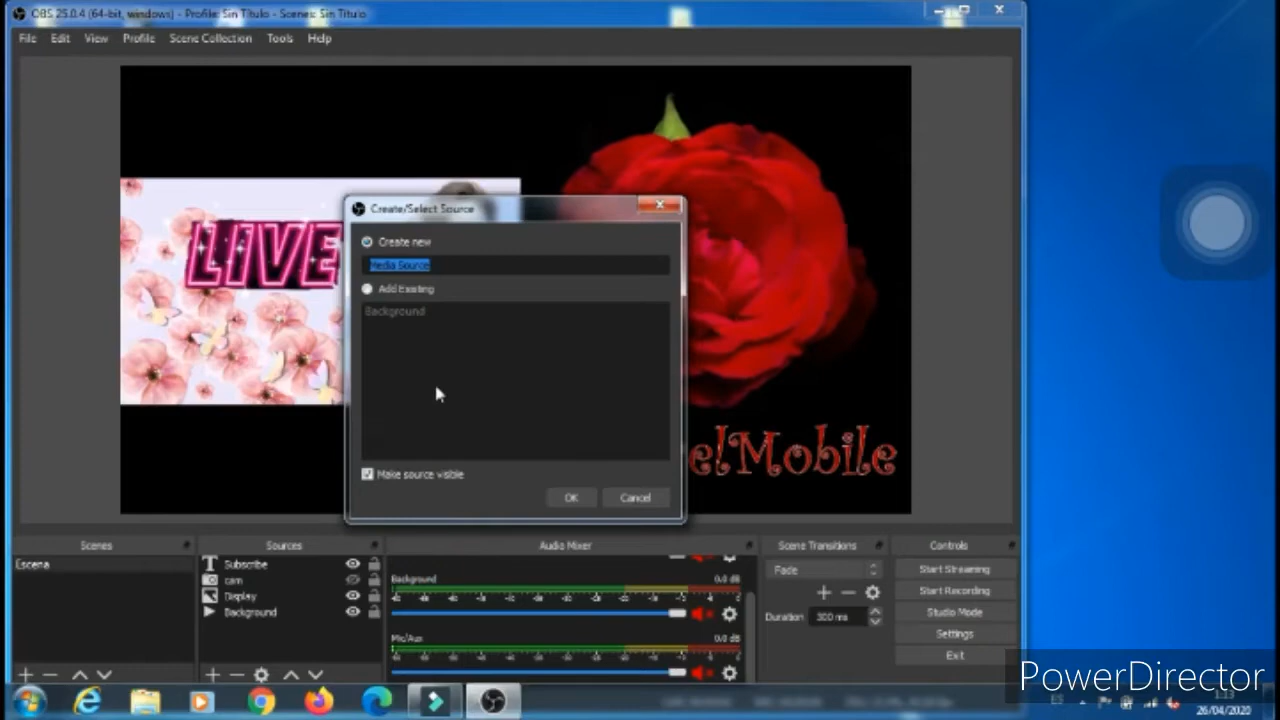 OBS 25.0.4 (64-bit, windows) - Profile: Sin Título - Scenes: Sin Título
File Edit View Profile Scene Collection Tools Help
LIVE
Create/Select Source
Create new
Media Source
Add Existing
Background
Make source visible
OK Cancel
elMobile
Scenes Sources Audio Mixer Scene Transitions Controls
Escena
Subscribe
cam
Display
Background
Background 0.0 dB
Mic/Aux 0.0 dB
Fade
Duration 300 ms
Start Streaming
Start Recording
Studio Mode
Settings
Exit
PowerDirector
ES
1:13
26/04/2020